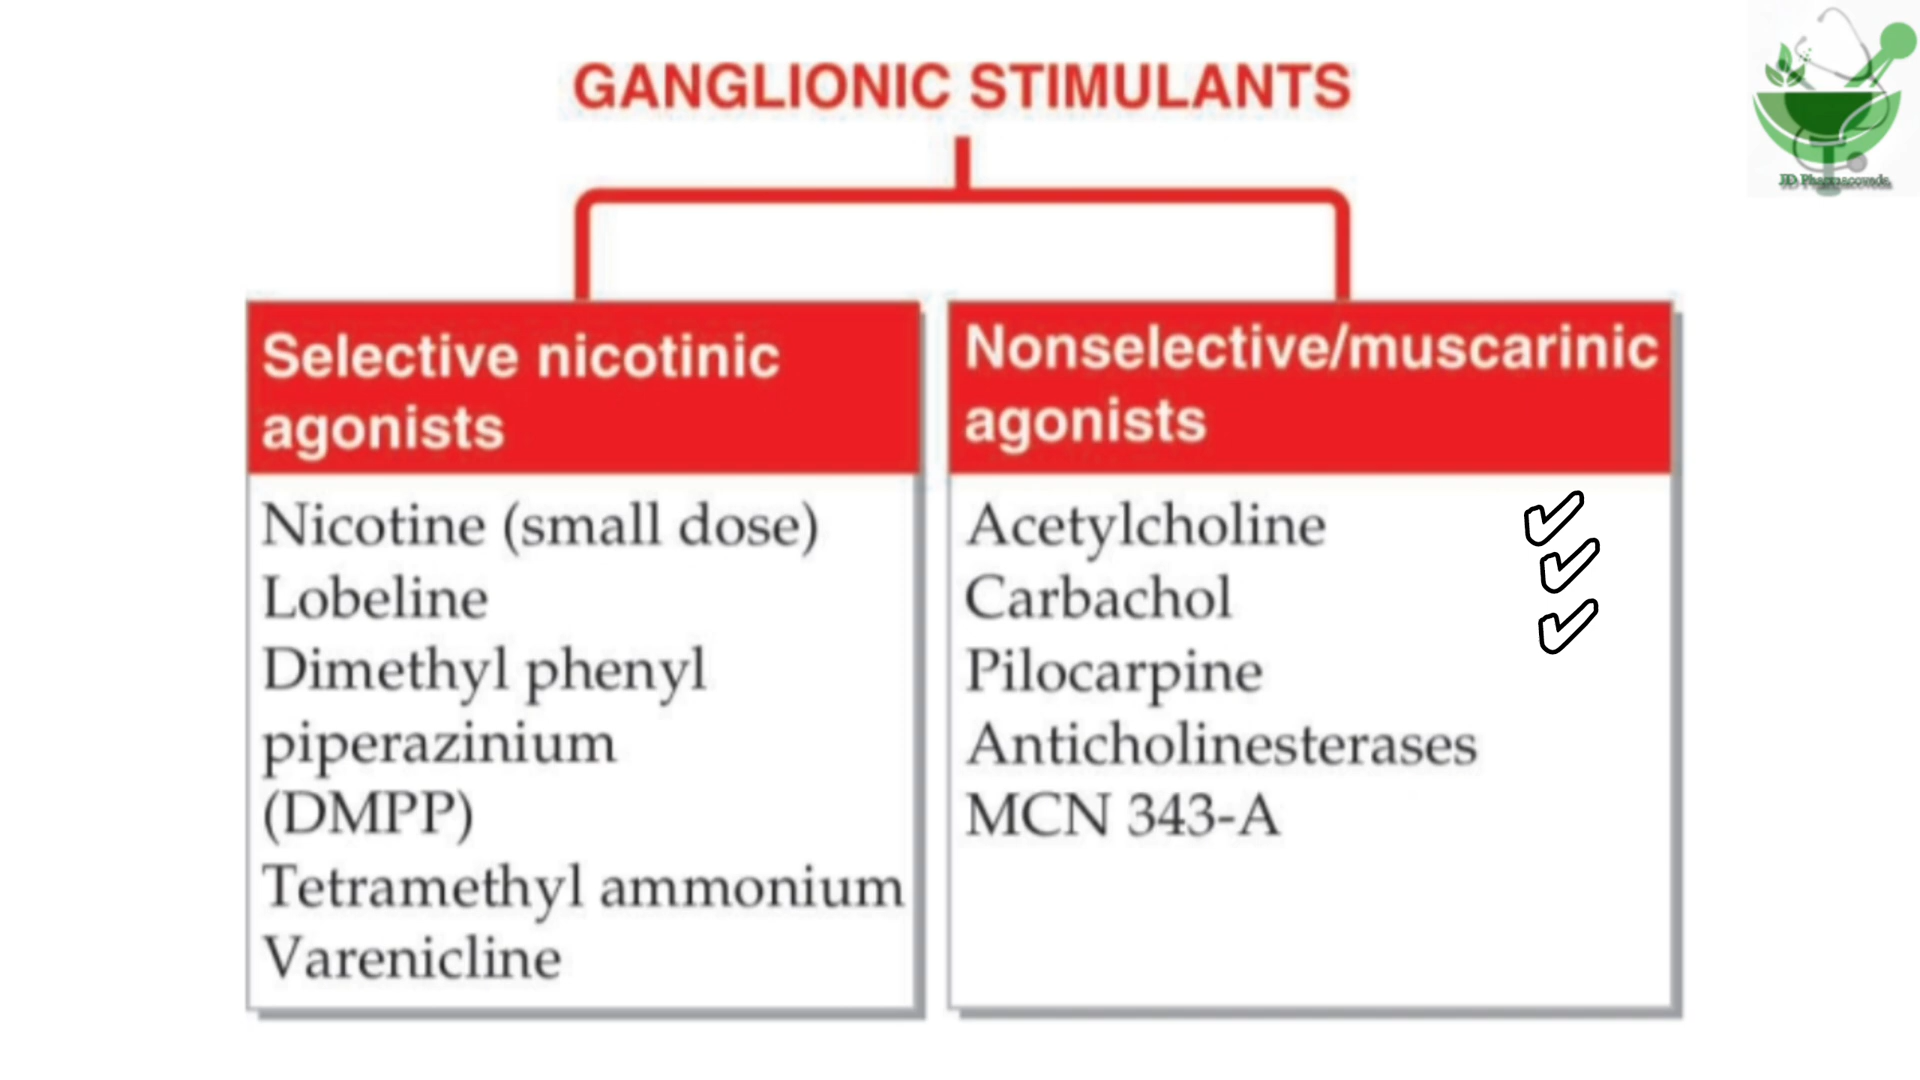 GANGLIONIC STIMULANTS
Selective nicotinic
agonists
Nicotine (small dose)
Lobeline
Dimethyl phenyl
piperazinium
(DMPP)
Tetramethyl ammonium
Varenicline
Nonselective/muscarinic
agonists
Acetylcholine
Carbachol
Pilocarpine
Anticholinesterases
MCN 343-A